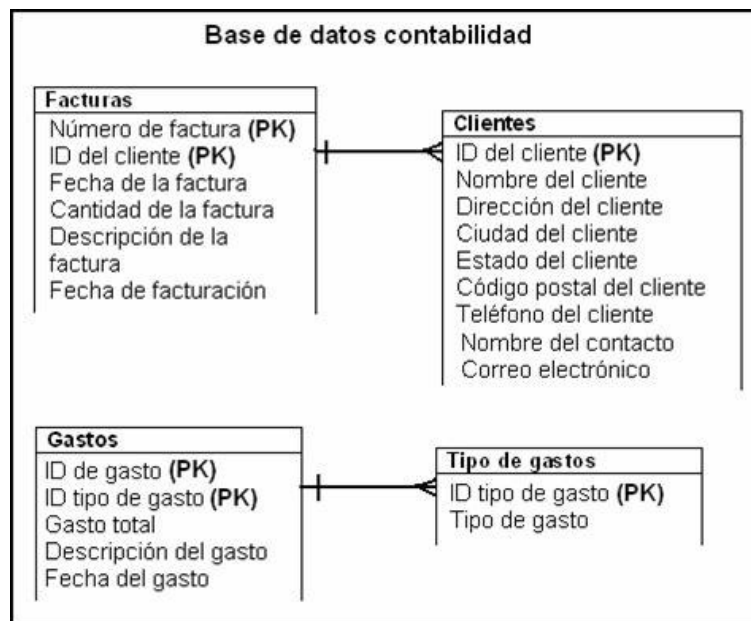 Base de datos contabilidad
Facturas
Número de factura (PK)
ID del cliente (PK)
Fecha de la factura
Cantidad de la factura
Descripción de la
factura
Fecha de facturación
Clientes
ID del cliente (PK)
Nombre del cliente
Dirección del cliente
Ciudad del cliente
Estado del cliente
Código postal del cliente
Teléfono del cliente
Nombre del contacto
Correo electrónico
Gastos
ID de gasto (PK)
ID tipo de gasto (PK)
Gasto total
Descripción del gasto
Fecha del gasto
Tipo de gastos
ID tipo de gasto (PK)
Tipo de gasto